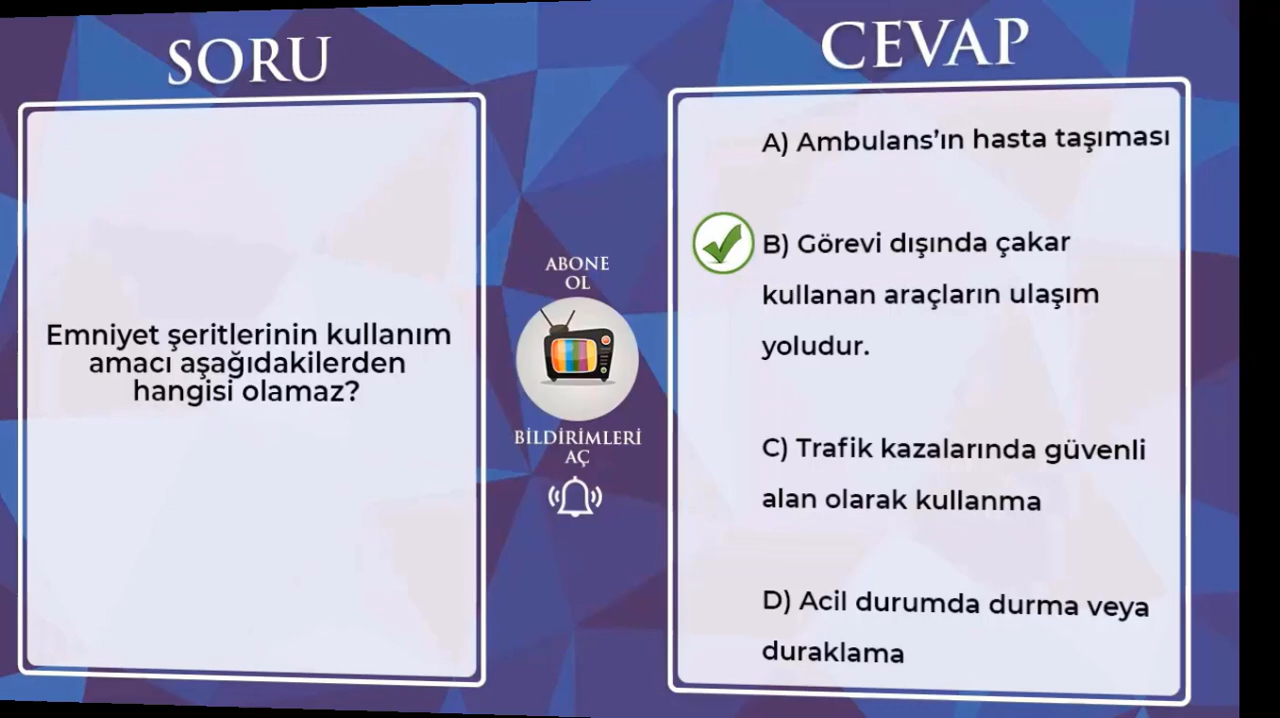 SORU
Emniyet şeritlerinin kullanım
amacı aşağıdakilerden
hangisi olamaz?
ABONE
OL
BİLDİRİMLERİ
AÇ
CEVAP
A) Ambulans’ın hasta taşıması
B) Görevi dışında çakar
kullanan araçların ulaşım
yoludur.
C) Trafik kazalarında güvenli
alan olarak kullanma
D) Acil durumda durma veya
duraklama